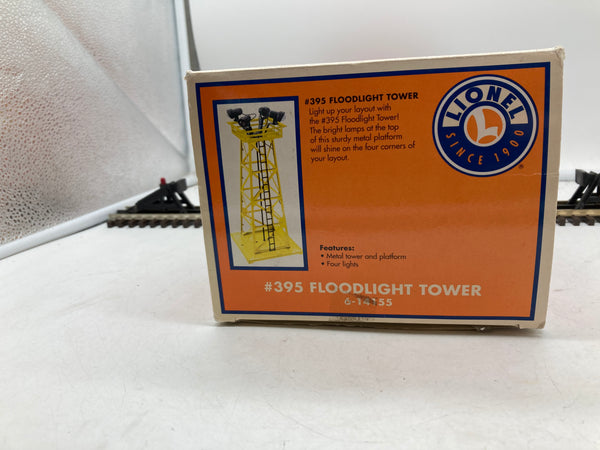 #395 FLOODLIGHT TOWER
Light up your layout with
the #395 Floodlight Tower!
The bright lamps at the top
of this sturdy metal platform
will shine on the four corners of
your layout.
LIONEL
L
SINCE 1900
Features:
• Metal tower and platform
• Four lights
#395 FLOODLIGHT TOWER
6-14155